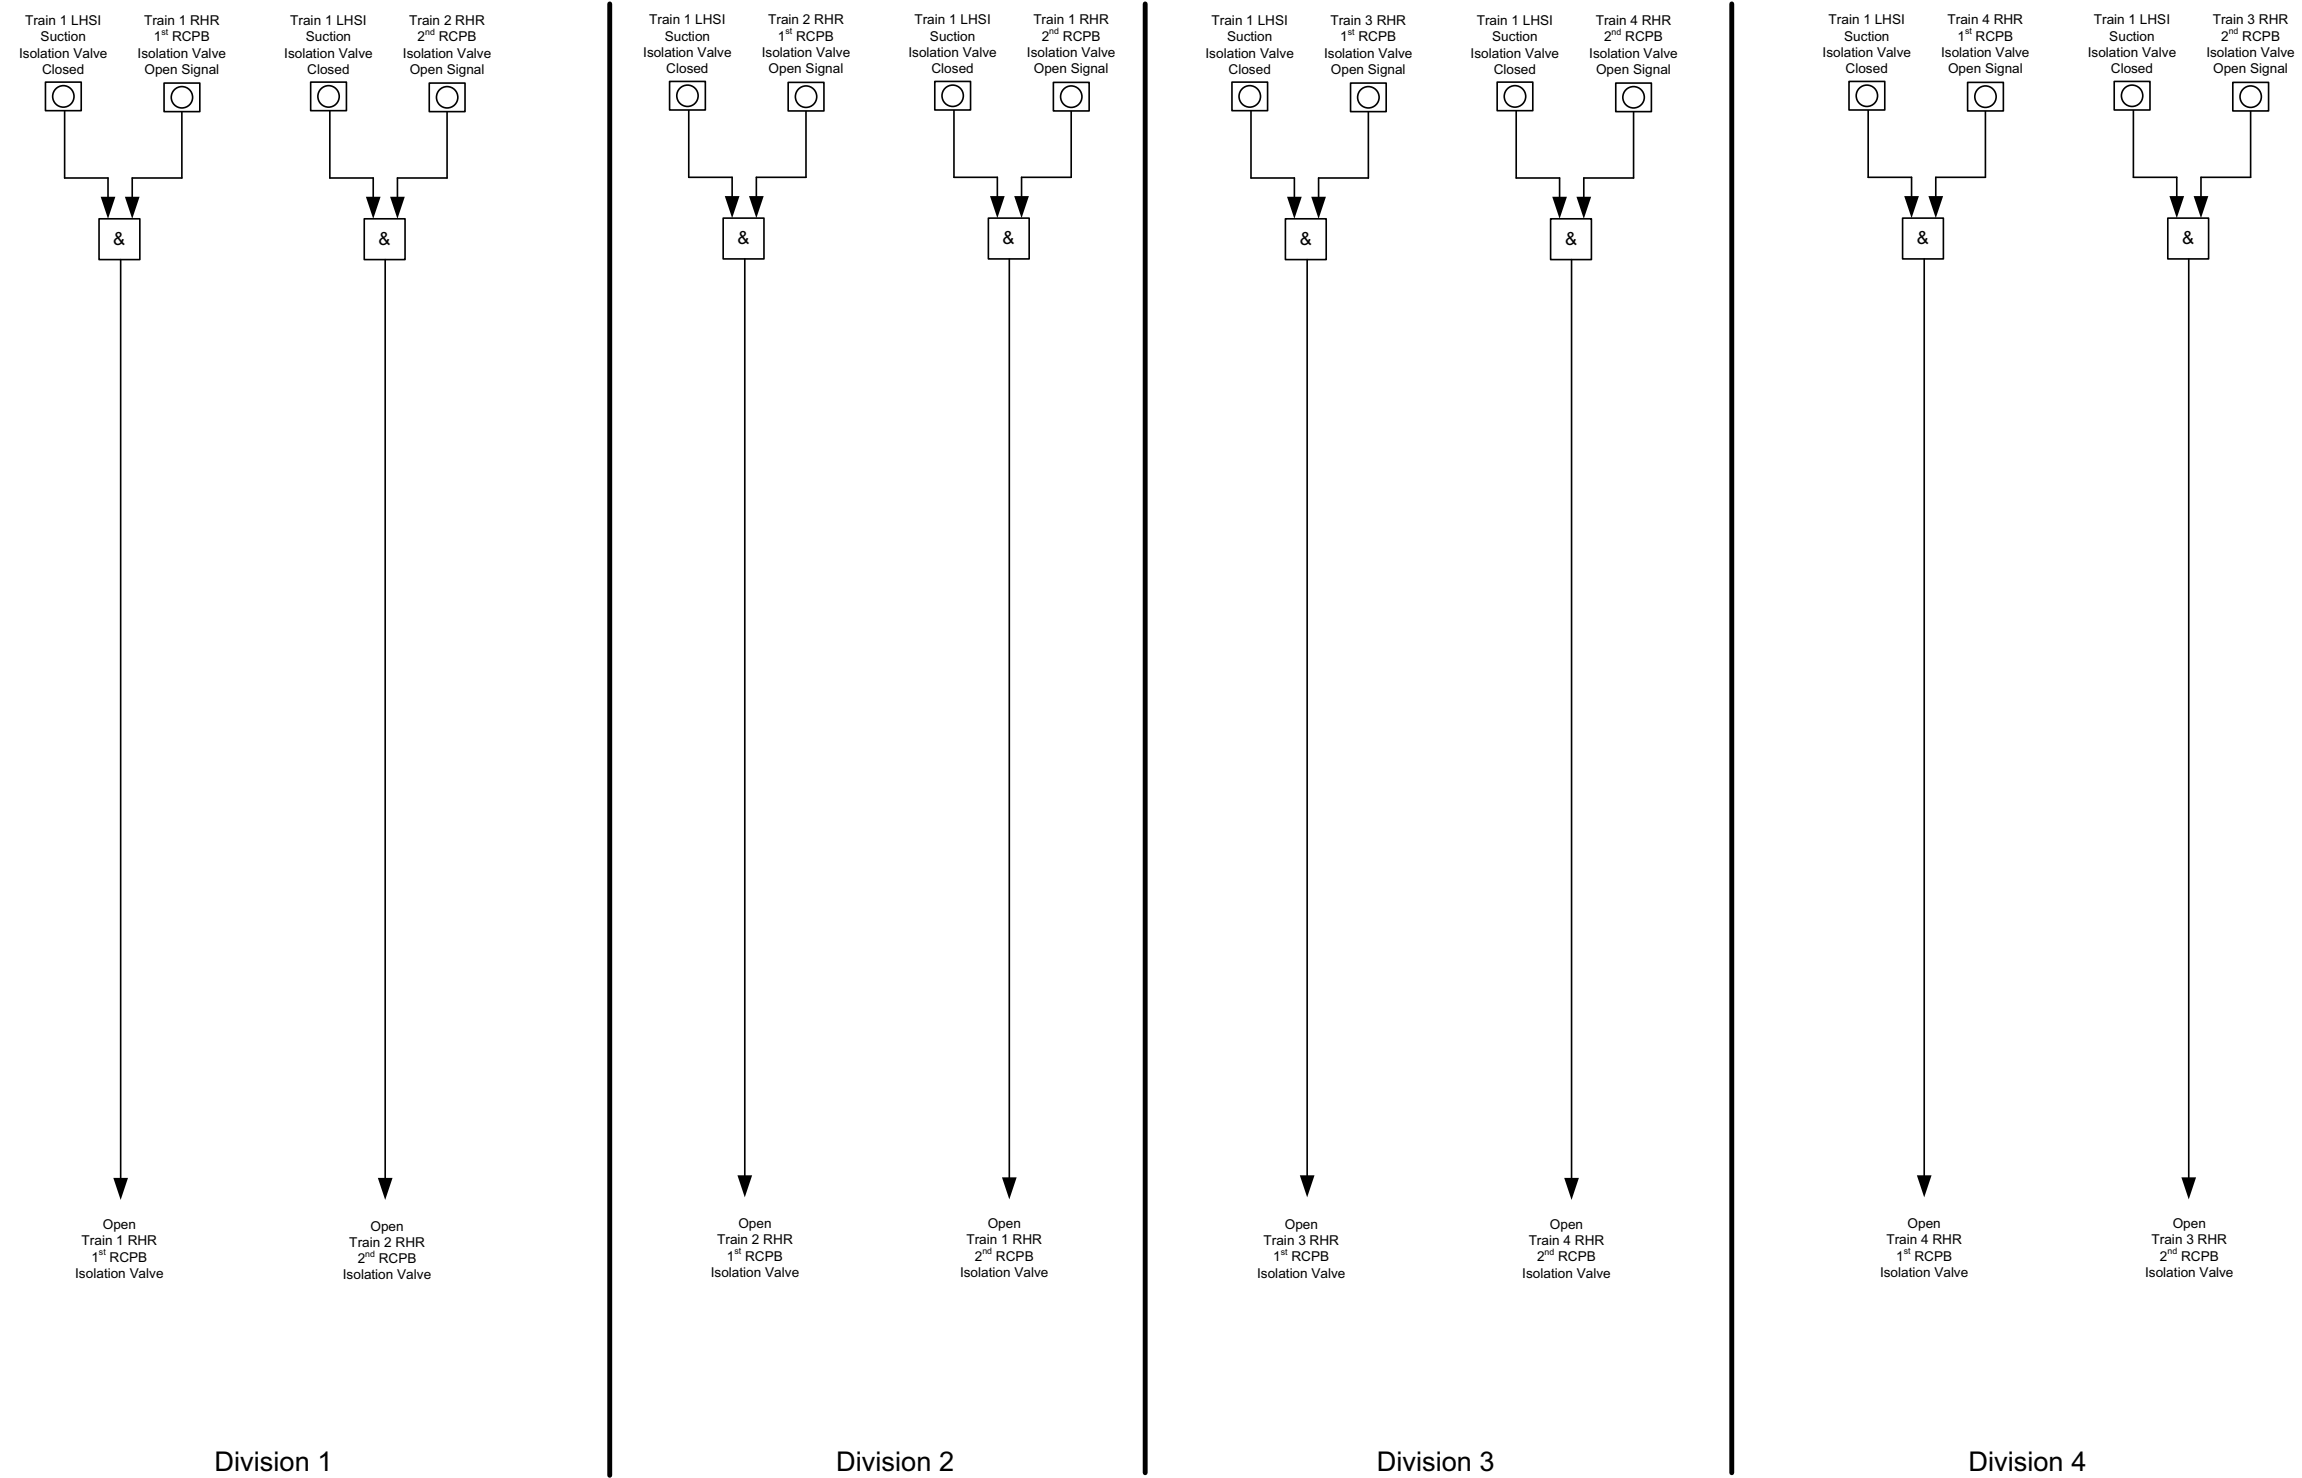 Train 1 LHSI
Suction
Isolation Valve
Closed
Train 1 RHR
1st RCPB
Isolation Valve
Open Signal
Train 1 LHSI
Suction
Isolation Valve
Closed
Train 2 RHR
2nd RCPB
Isolation Valve
Open Signal
&
&
Open
Train 1 RHR
1st RCPB
Isolation Valve
Open
Train 2 RHR
2nd RCPB
Isolation Valve
Division 1
Train 1 LHSI
Suction
Isolation Valve
Closed
Train 2 RHR
1st RCPB
Isolation Valve
Open Signal
Train 1 LHSI
Suction
Isolation Valve
Closed
Train 1 RHR
2nd RCPB
Isolation Valve
Open Signal
&
&
Open
Train 2 RHR
1st RCPB
Isolation Valve
Open
Train 1 RHR
2nd RCPB
Isolation Valve
Division 2
Train 1 LHSI
Suction
Isolation Valve
Closed
Train 3 RHR
1st RCPB
Isolation Valve
Open Signal
Train 1 LHSI
Suction
Isolation Valve
Closed
Train 4 RHR
2nd RCPB
Isolation Valve
Open Signal
&
&
Open
Train 3 RHR
1st RCPB
Isolation Valve
Open
Train 4 RHR
2nd RCPB
Isolation Valve
Division 3
Train 1 LHSI
Suction
Isolation Valve
Closed
Train 4 RHR
1st RCPB
Isolation Valve
Open Signal
Train 1 LHSI
Suction
Isolation Valve
Closed
Train 3 RHR
2nd RCPB
Isolation Valve
Open Signal
&
&
Open
Train 4 RHR
1st RCPB
Isolation Valve
Open
Train 3 RHR
2nd RCPB
Isolation Valve
Division 4